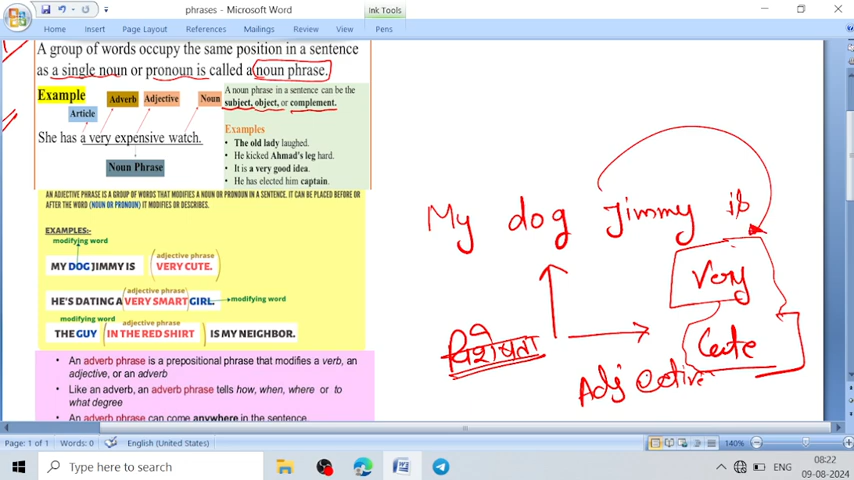 phrases - Microsoft Word
Ink Tools
Home Insert Page Layout References Mailings Review View Pens
A group of words occupy the same position in a sentence
as a single noun or pronoun is called a noun phrase.
Example
Article
Adverb
Adjective
Noun
She has a very expensive watch.
Noun Phrase
A noun phrase in a sentence can be the
subject, object, or complement.
Examples
• The old lady laughed.
• He kicked Ahmad's leg hard.
• It is a very good idea.
• He has elected him captain.
AN ADJECTIVE PHRASE IS A GROUP OF WORDS THAT MODIFIES A NOUN OR PRONOUN IN A SENTENCE. IT CAN BE PLACED BEFORE OR
AFTER THE WORD (NOUN OR PRONOUN) IT MODIFIES OR DESCRIBES.
EXAMPLES:-
modifying word
adjective phrase
MY DOG JIMMY IS (VERY CUTE.)
adjective phrase
HE'S DATING A (VERY SMART) GIRL. modifying word
modifying word
adjective phrase
THE GUY (IN THE RED SHIRT) IS MY NEIGHBOR.
• An adverb phrase is a prepositional phrase that modifies a verb, an
adjective, or an adverb
• Like an adverb, an adverb phrase tells how, when, where or to
what degree
• An adverb phrase can come anywhere in the sentence.
My dog Jimmy is
Very
Cute
विशेषता
Adjective
Page: 1 of 1 Words: 0 English (United States) 140%
Type here to search
ENG
08:22
09-08-2024